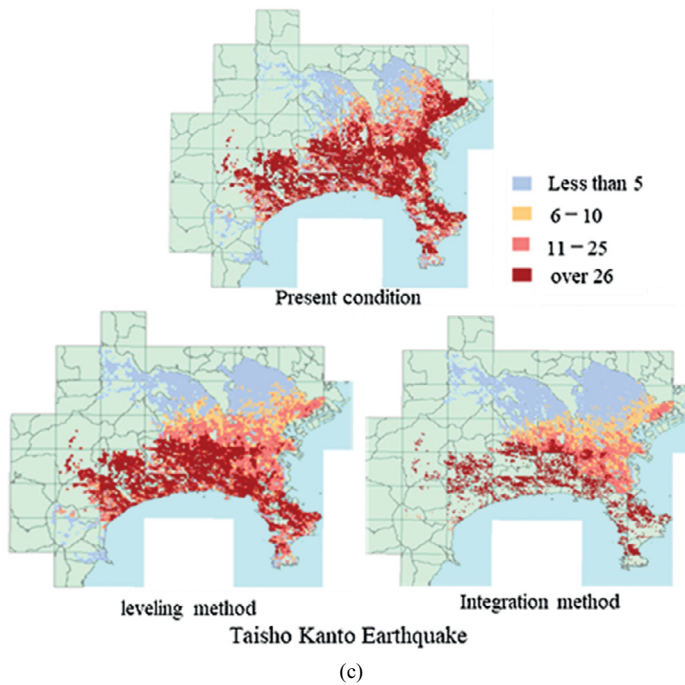 Less than 5
6 – 10
11 – 25
over 26
Present condition
leveling method
Integration method
Taisho Kanto Earthquake
(c)